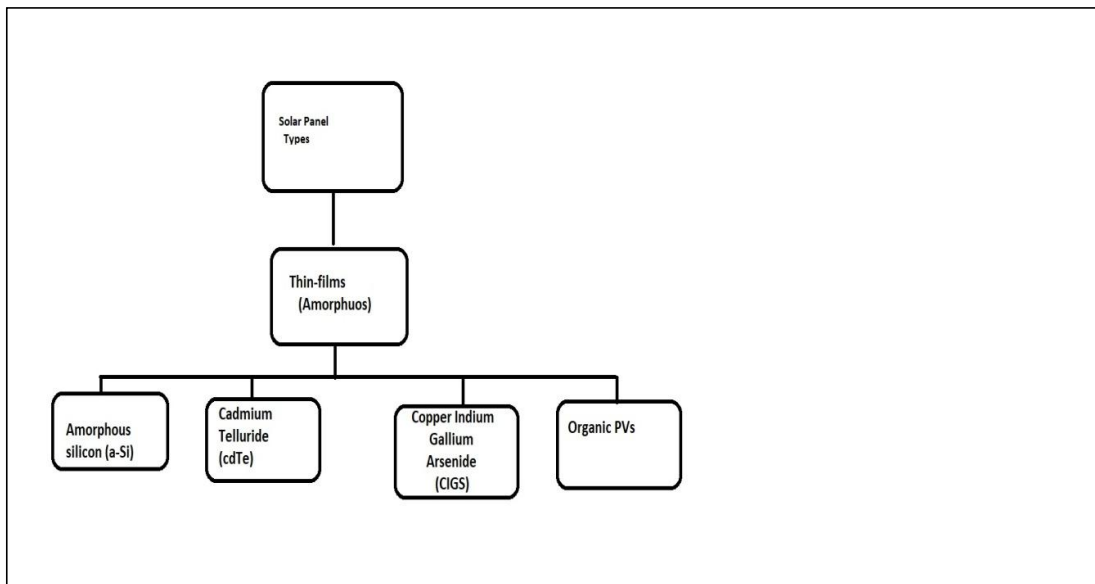 Solar Panel
Types
Thin-films
(Amorphuos)
Amorphous
silicon (a-Si)
Cadmium
Telluride
(cdTe)
Copper Indium
Gallium
Arsenide
(CIGS)
Organic PVs